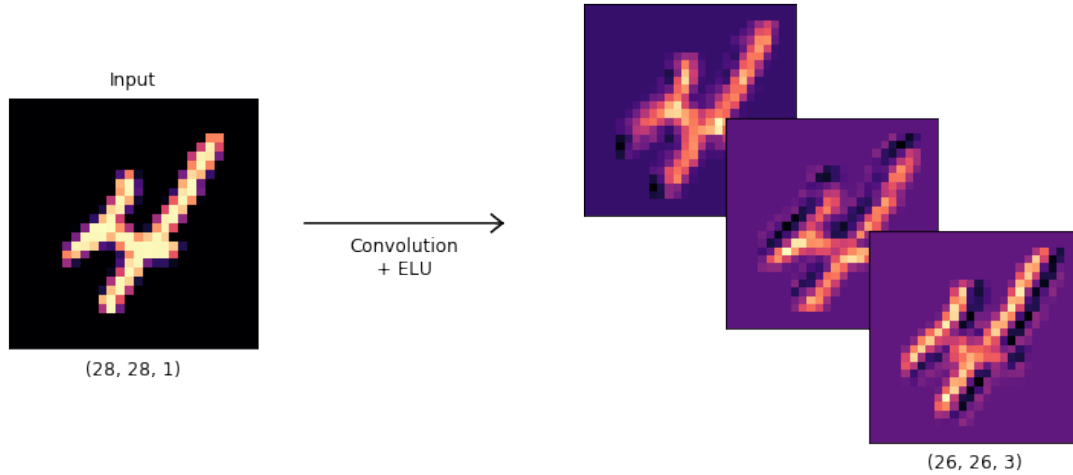 Input
(28, 28, 1)
Convolution
+ ELU
(26, 26, 3)